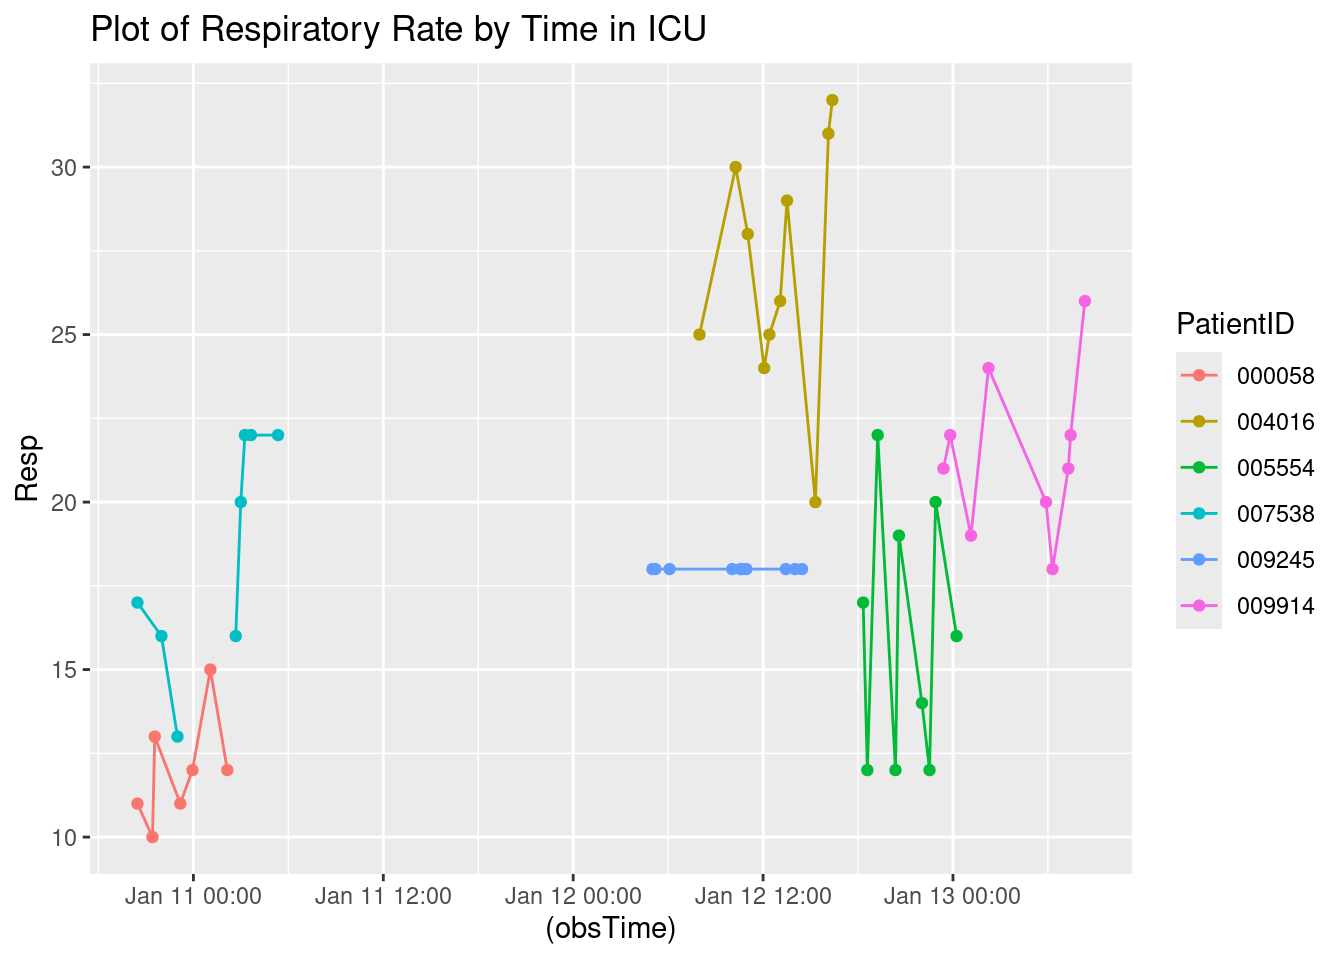 Plot of Respiratory Rate by Time in ICU
Resp
30
25
20
15
10
Jan 11 00:00
Jan 11 12:00
Jan 12 00:00
Jan 12 12:00
Jan 13 00:00
(obsTime)
PatientID
000058
004016
005554
007538
009245
009914